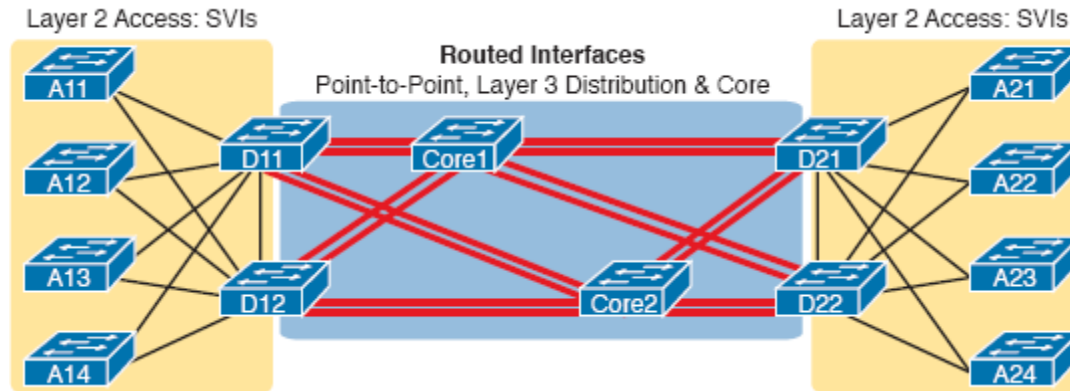 Layer 2 Access: SVIs
Layer 2 Access: SVIs
Routed Interfaces
Point-to-Point, Layer 3 Distribution & Core
A11
A12
A13
A14
D11
D12
Core1
Core2
D21
D22
A21
A22
A23
A24